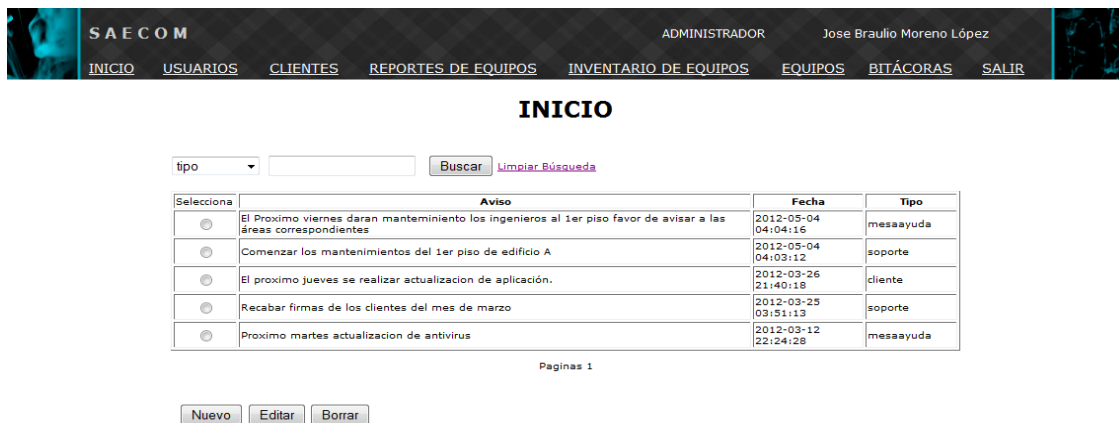 SAECOM ADMINISTRADOR Jose Braulio Moreno López
INICIO USUARIOS CLIENTES REPORTES DE EQUIPOS INVENTARIO DE EQUIPOS EQUIPOS BITÁCORAS SALIR
INICIO
tipo Buscar Limpiar Búsqueda
Selecciona Aviso Fecha Tipo
El Proximo viernes daran manteminiento los ingenieros al 1er piso favor de avisar a las áreas correspondientes 2012-05-04 04:04:16 mesaayuda
Comenzar los mantenimientos del 1er piso de edificio A 2012-05-04 04:03:12 soporte
El proximo jueves se realizar actualizacion de aplicación. 2012-03-26 21:40:18 cliente
Recabar firmas de los clientes del mes de marzo 2012-03-25 03:51:13 soporte
Proximo martes actualizacion de antivirus 2012-03-12 22:24:28 mesaayuda
Paginas 1
Nuevo Editar Borrar